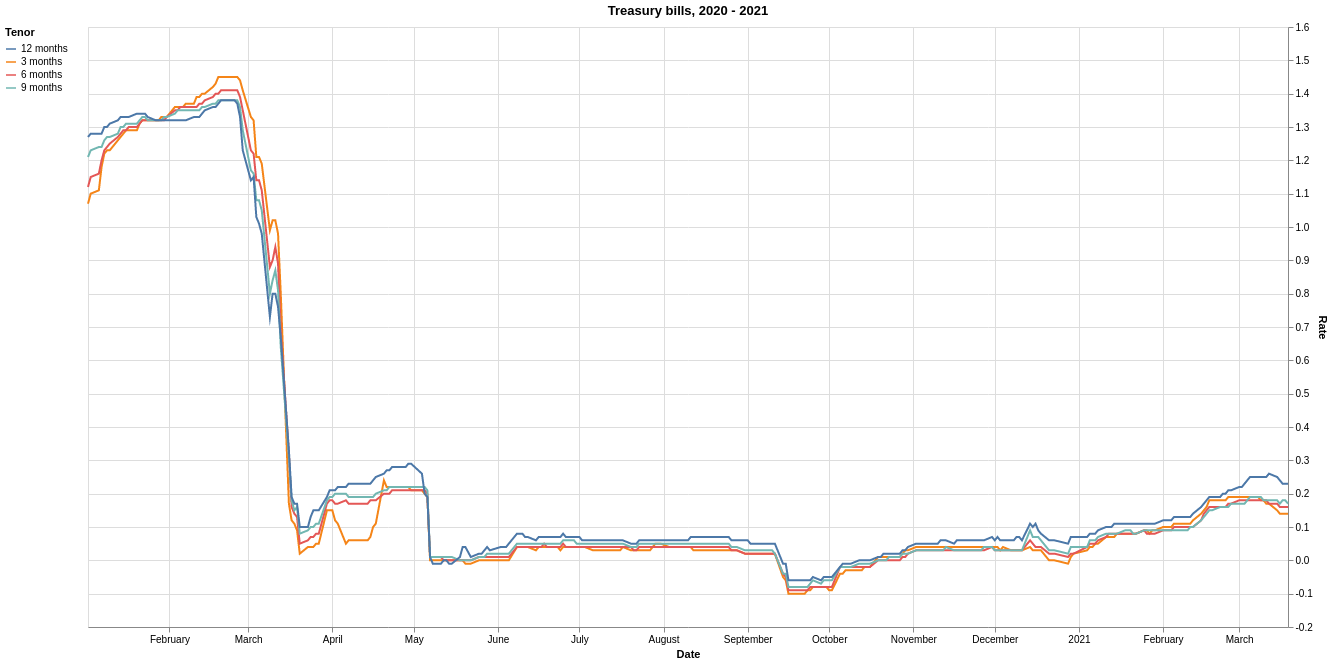 Treasury bills, 2020 - 2021
Tenor
12 months
3 months
6 months
9 months
1.6
1.5
1.4
1.3
1.2
1.1
1.0
0.9
0.8
0.7
0.6
0.5
0.4
0.3
0.2
0.1
0.0
-0.1
-0.2
Rate
February March April May June July August September October November December 2021 February March
Date